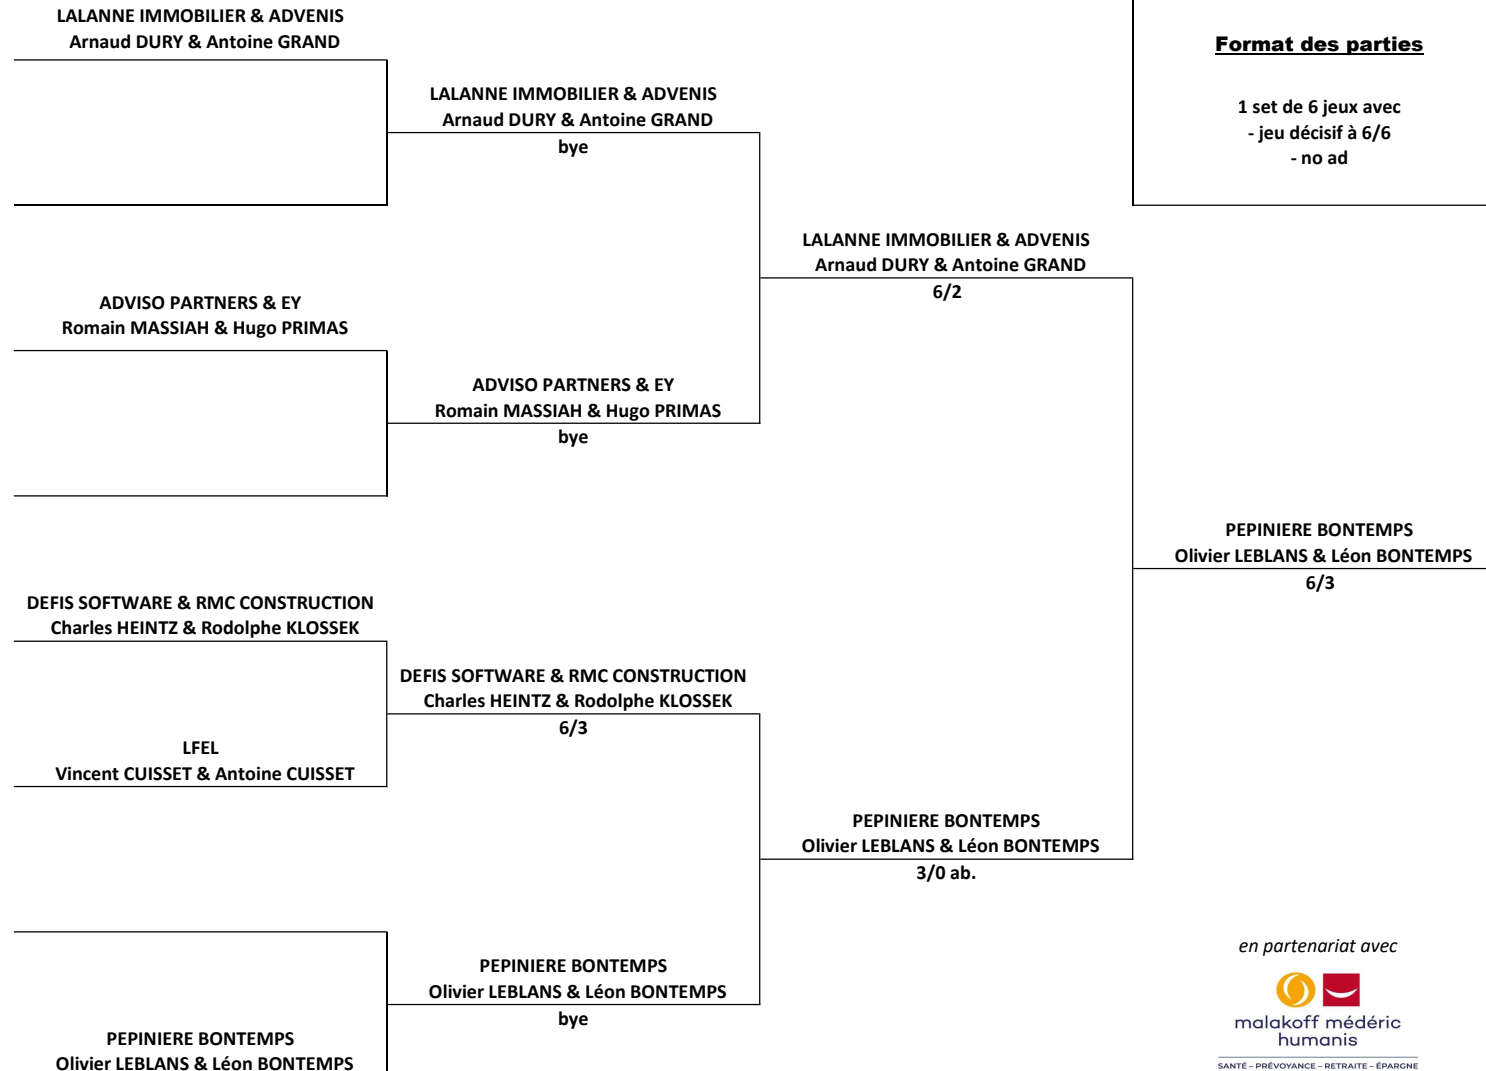 LALANNE IMMOBILIER & ADVENIS
Arnaud DURY & Antoine GRAND
Format des parties
LALANNE IMMOBILIER & ADVENIS
Arnaud DURY & Antoine GRAND
bye
1 set de 6 jeux avec
- jeu décisif à 6/6
- no ad
LALANNE IMMOBILIER & ADVENIS
Arnaud DURY & Antoine GRAND
6/2
ADVISO PARTNERS & EY
Romain MASSIAH & Hugo PRIMAS
ADVISO PARTNERS & EY
Romain MASSIAH & Hugo PRIMAS
bye
PEPINIERE BONTEMPS
Olivier LEBLANS & Léon BONTEMPS
6/3
DEFIS SOFTWARE & RMC CONSTRUCTION
Charles HEINTZ & Rodolphe KLOSSEK
DEFIS SOFTWARE & RMC CONSTRUCTION
Charles HEINTZ & Rodolphe KLOSSEK
6/3
LFEL
Vincent CUISSET & Antoine CUISSET
PEPINIERE BONTEMPS
Olivier LEBLANS & Léon BONTEMPS
3/0 ab.
PEPINIERE BONTEMPS
Olivier LEBLANS & Léon BONTEMPS
bye
PEPINIERE BONTEMPS
Olivier LEBLANS & Léon BONTEMPS
en partenariat avec
malakoff médéric
humanis
SANTÉ – PRÉVOYANCE – RETRAITE – ÉPARGNE